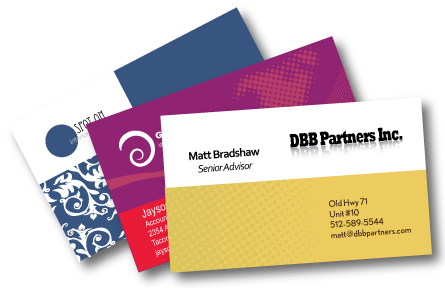 SPOT ON
G
Jayso
Accoun
2354 A
Taco
jayso
DBB Partners Inc.
Matt Bradshaw
Senior Advisor
Old Hwy 71
Unit #10
512-589-5544
matt@dbbpartners.com